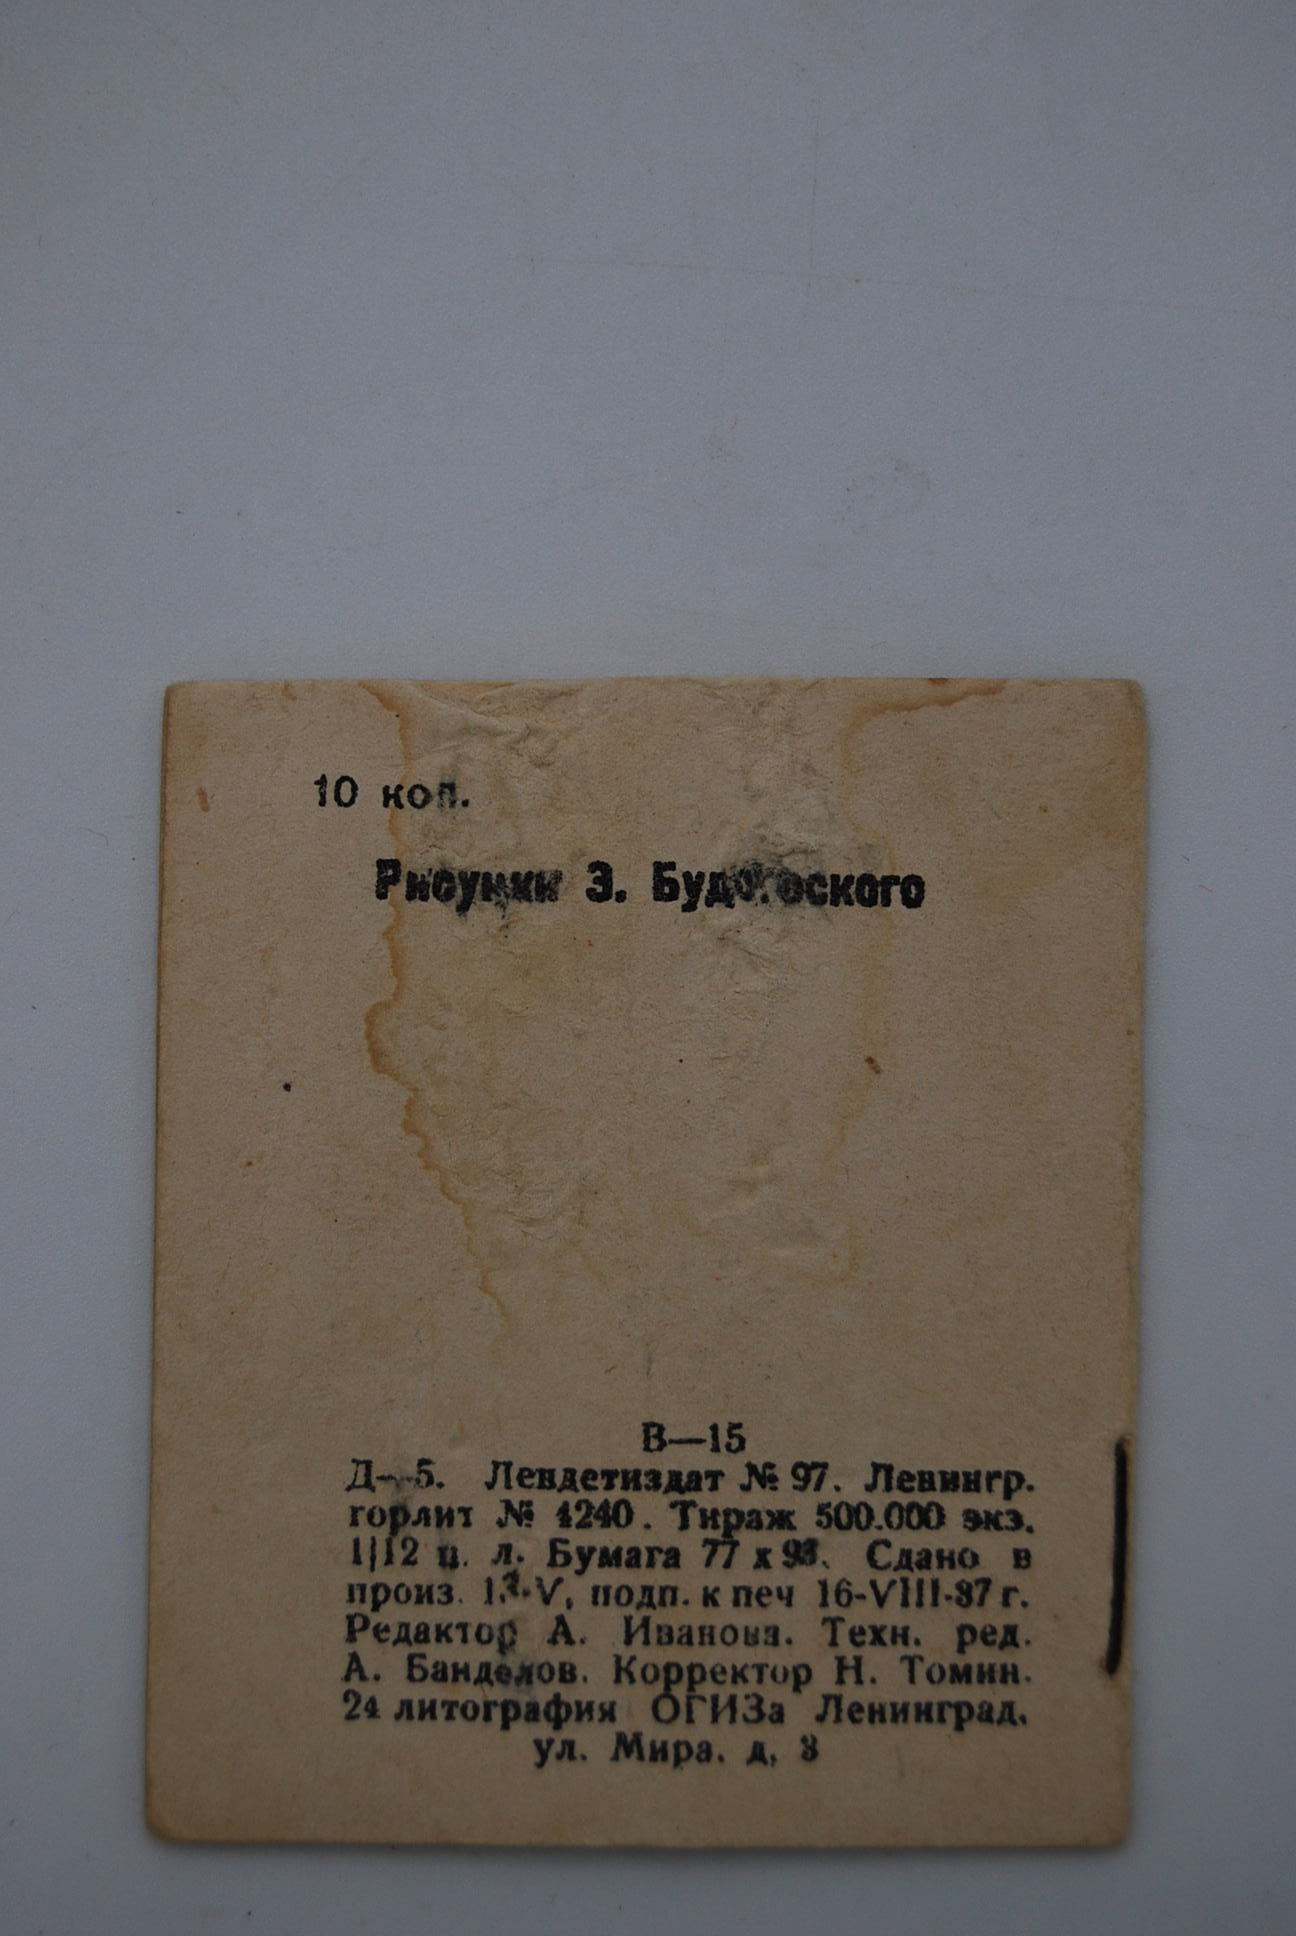 10 коп.
Рисунки Э.
В—15
Д—5. Лендетиздат № 97. Ленингр.
горлит № 4240. Тираж 500.000 экз.
1|12 п. л. Бумага 77 х Сдано в
произ. подп. к печ 16-VIII-37 г.
Редактор А. Иванова. Техн. ред.
А. Банделов. Корректор Н. Томин.
24 литография ОГИЗа Ленинград,
ул. Мира. д. 3